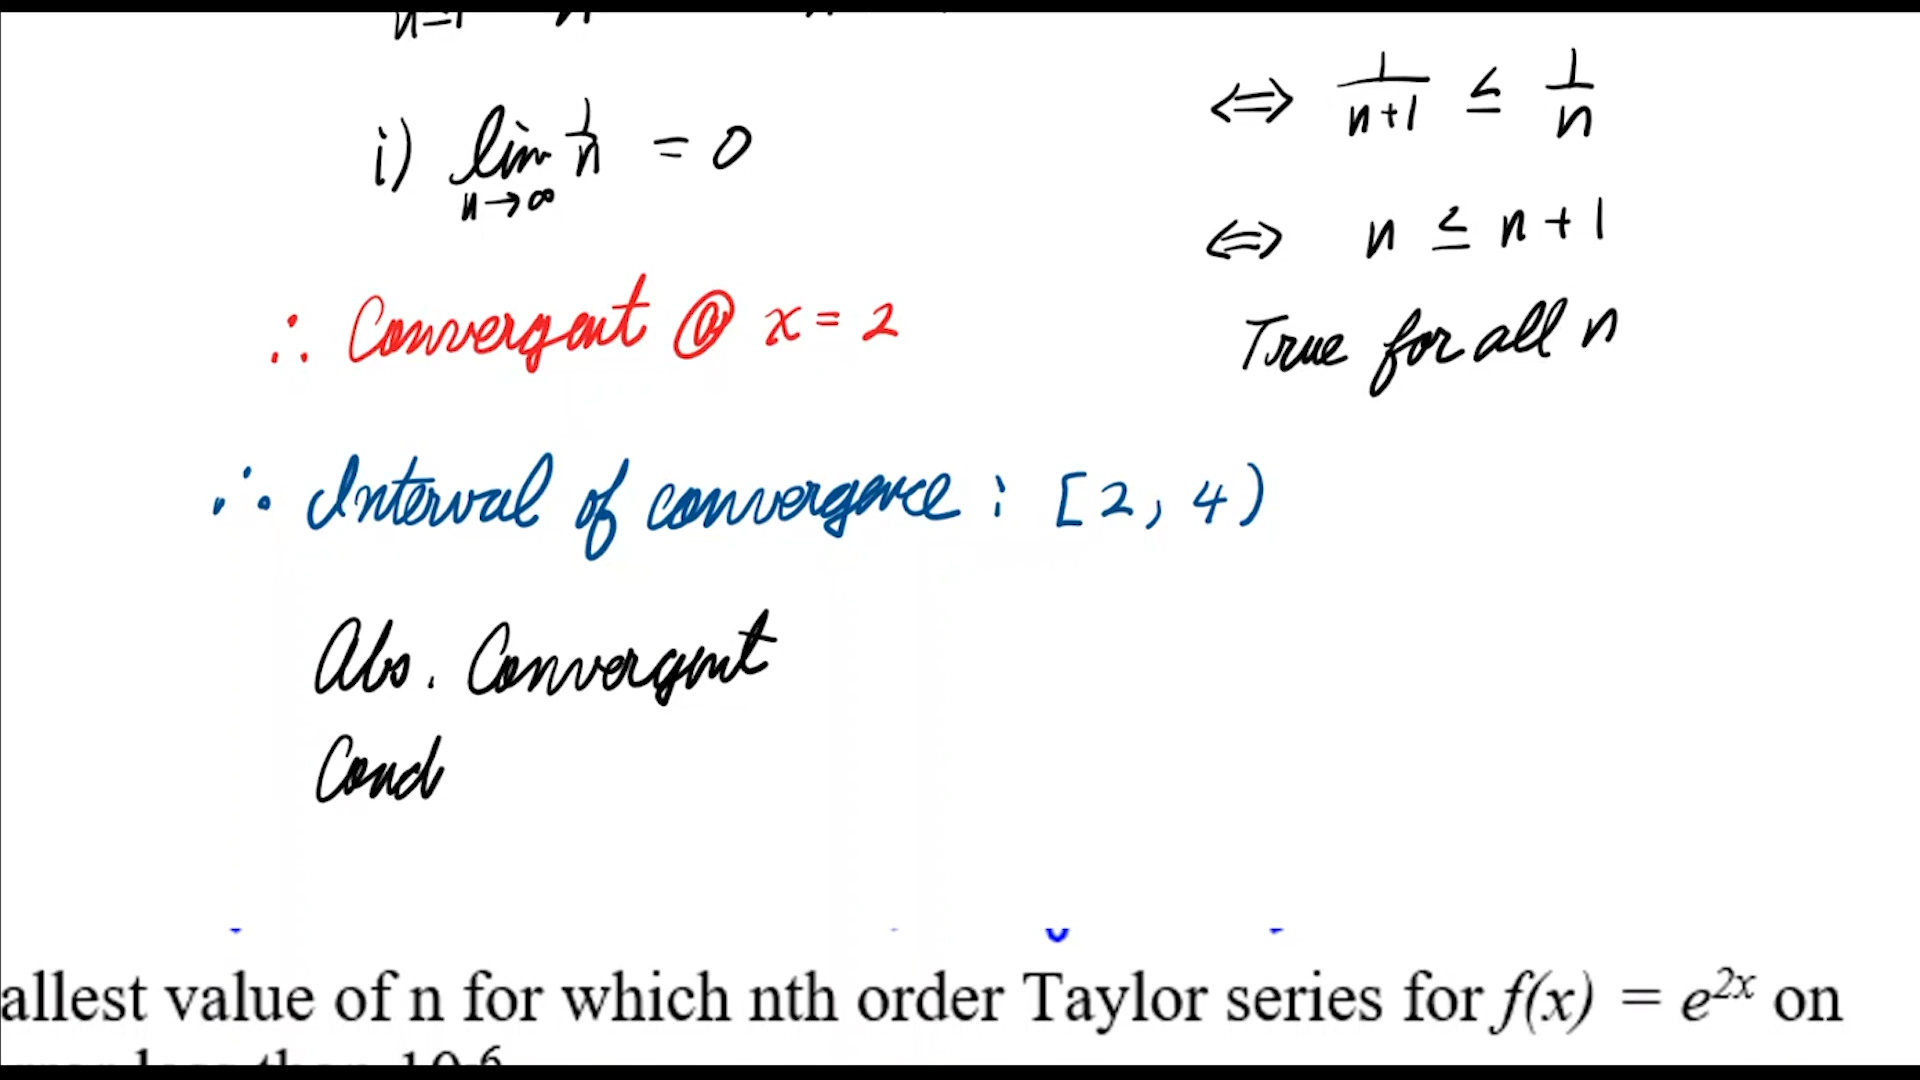 i) lim 1/n = 0
n→∞
∴ Convergent @ x = 2
⇔ 1/(n+1) ≤ 1/n
⇔ n ≤ n+1
True for all n
∴ Interval of convergence : [2, 4)
Abs. Convergent
Cond
allest value of n for which nth order Taylor series for f(x) = e^2x on